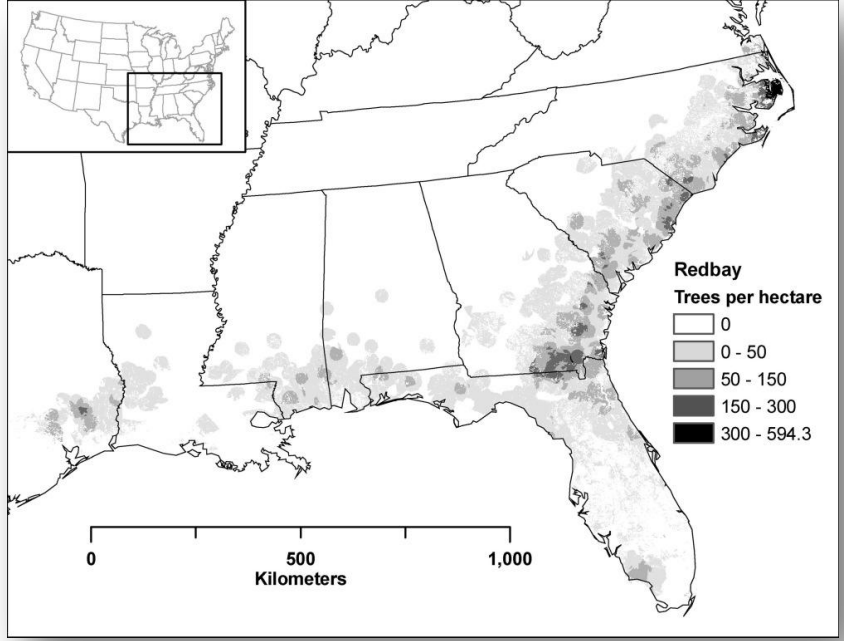 Redbay
Trees per hectare
0
0 - 50
50 - 150
150 - 300
300 - 594.3
0 500 1,000
Kilometers